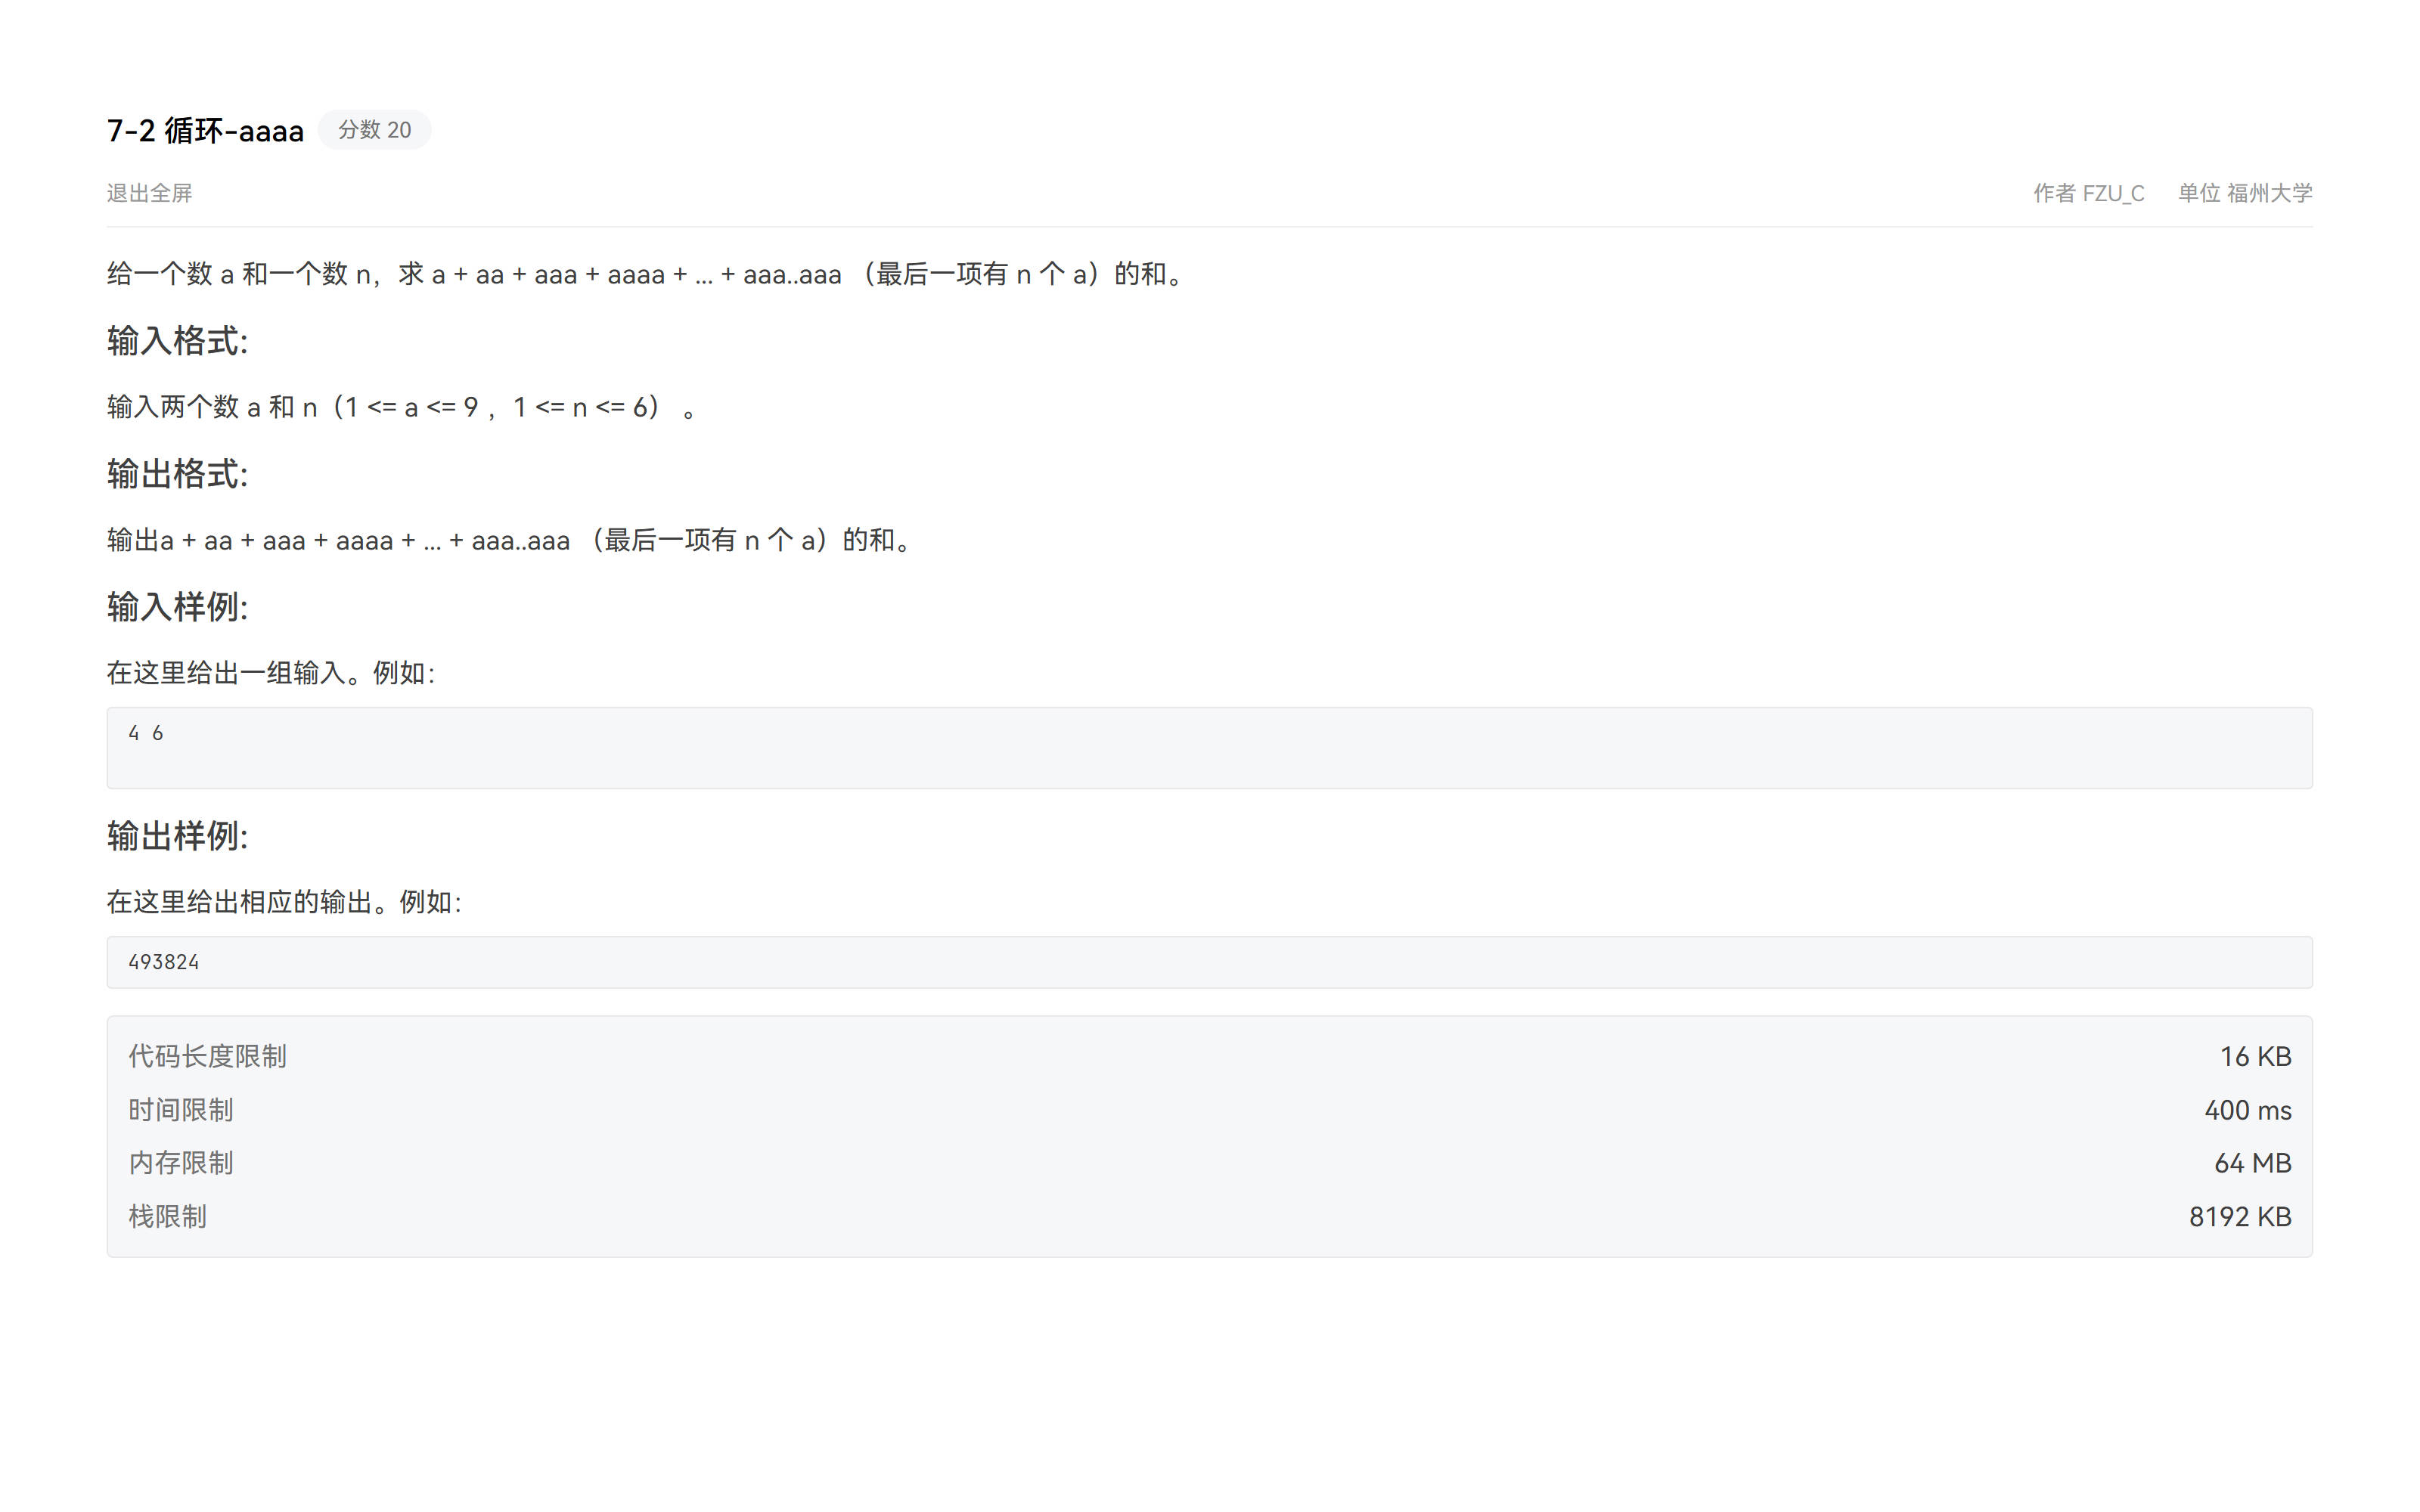 7-2 循环-aaaa 分数 20
退出全屏 作者 FZU_C 单位 福州大学
给一个数 a 和一个数 n，求 a + aa + aaa + aaaa + ... + aaa..aaa （最后一项有 n 个 a）的和。
输入格式:
输入两个数 a 和 n（1 <= a <= 9 ，1 <= n <= 6） 。
输出格式:
输出a + aa + aaa + aaaa + ... + aaa..aaa （最后一项有 n 个 a）的和。
输入样例:
在这里给出一组输入。例如：
4 6
输出样例:
在这里给出相应的输出。例如：
493824
代码长度限制 16 KB
时间限制 400 ms
内存限制 64 MB
栈限制 8192 KB